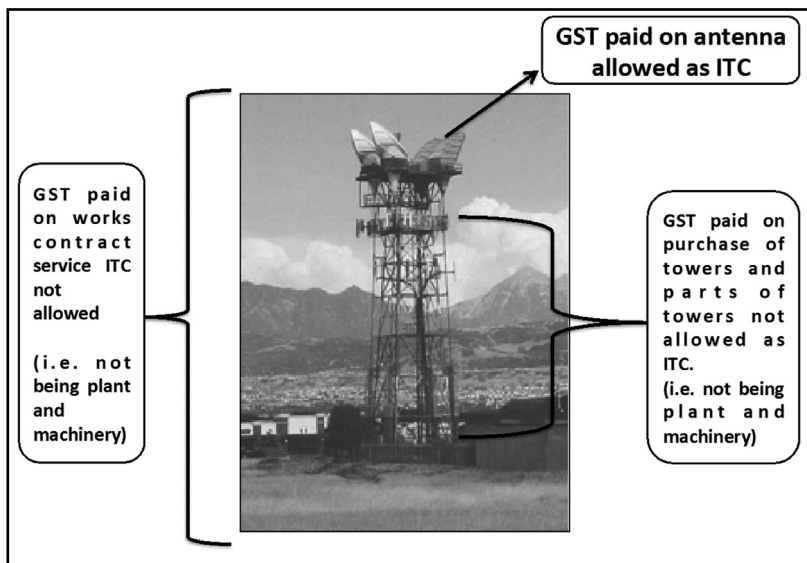 GST paid on antenna
allowed as ITC
GST paid
on works
contract
service ITC
not
allowed
(i.e. not
being plant
and
machinery)
GST paid on
purchase of
towers and
parts of
towers not
allowed as
ITC.
(i.e. not being
plant and
machinery)